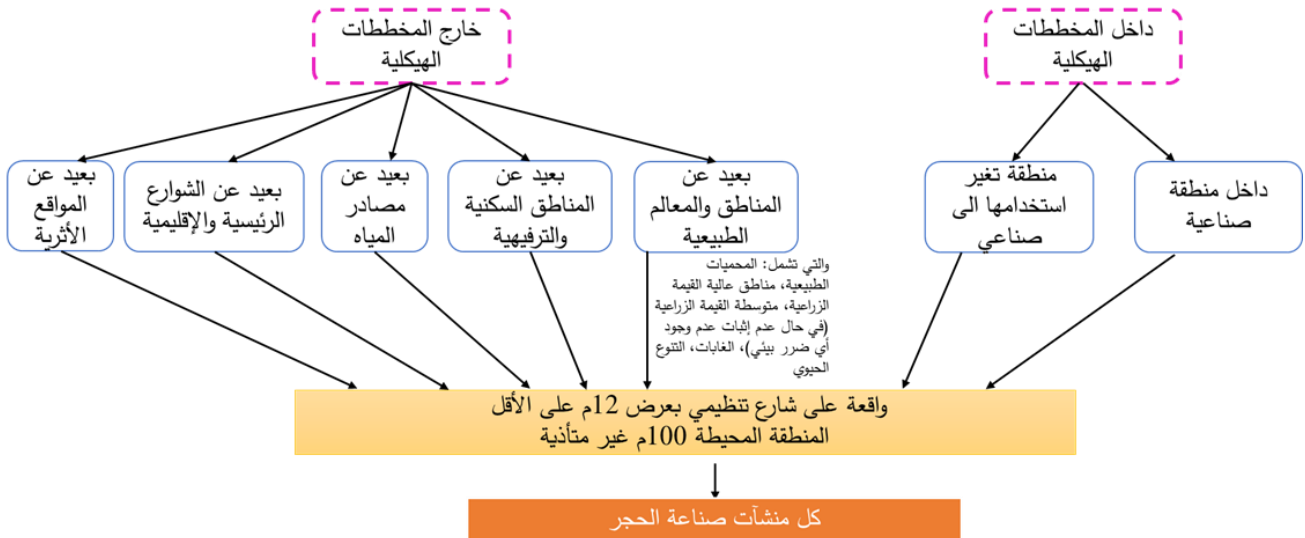 داخل المخططات
الهيكلية
خارج المخططات
الهيكلية
داخل منطقة
صناعية
منطقة تغير
استخدامها الى
صناعي
بعيد عن
المناطق والمعالم
الطبيعية
بعيد عن
المناطق السكنية
والترفيهية
بعيد عن
مصادر
المياه
بعيد عن الشوارع
الرئيسية والإقليمية
بعيد عن
المواقع
الأثرية
والتي تشمل: المحميات
الطبيعية، مناطق عالية القيمة
الزراعية، متوسطة القيمة الزراعية
(في حال عدم إثبات عدم وجود
أي ضرر بيئي)، الغابات، التنوع
الحيوي
واقعة على شارع تنظيمي بعرض 12م على الأقل
المنطقة المحيطة 100م غير متأذية
كل منشآت صناعة الحجر